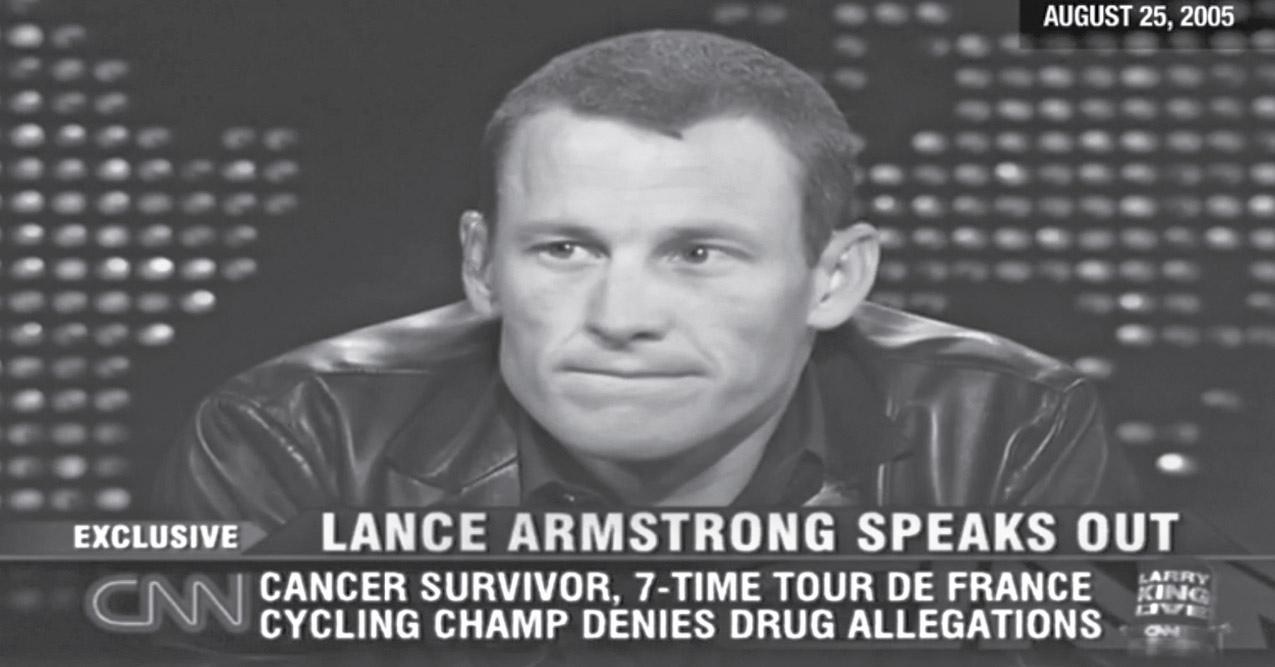 AUGUST 25, 2005
EXCLUSIVE
LANCE ARMSTRONG SPEAKS OUT
CNN
CANCER SURVIVOR, 7-TIME TOUR DE FRANCE
CYCLING CHAMP DENIES DRUG ALLEGATIONS
LARRY
KING
LIVE
CNN